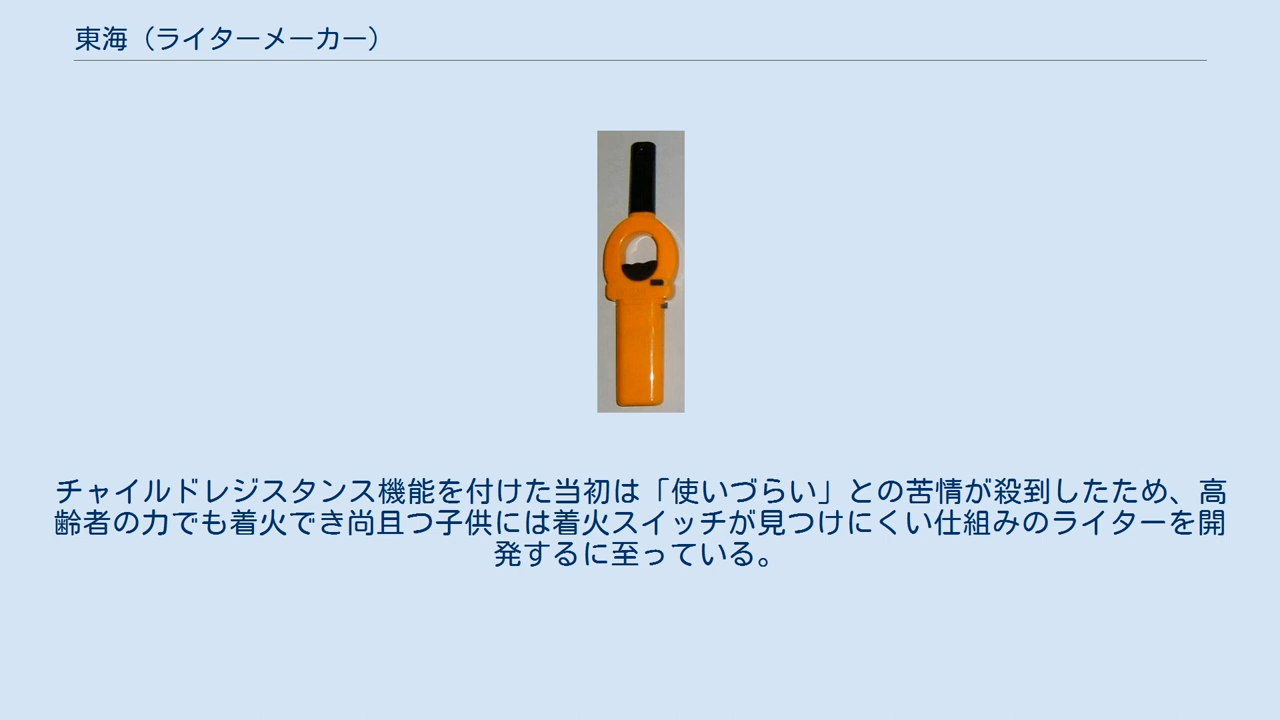 東海（ライターメーカー）
チャイルドレジスタンス機能を付けた当初は「使いづらい」との苦情が殺到したため、高
齢者の力でも着火でき尚且つ子供には着火スイッチが見つけにくい仕組みのライターを開
発するに至っている。